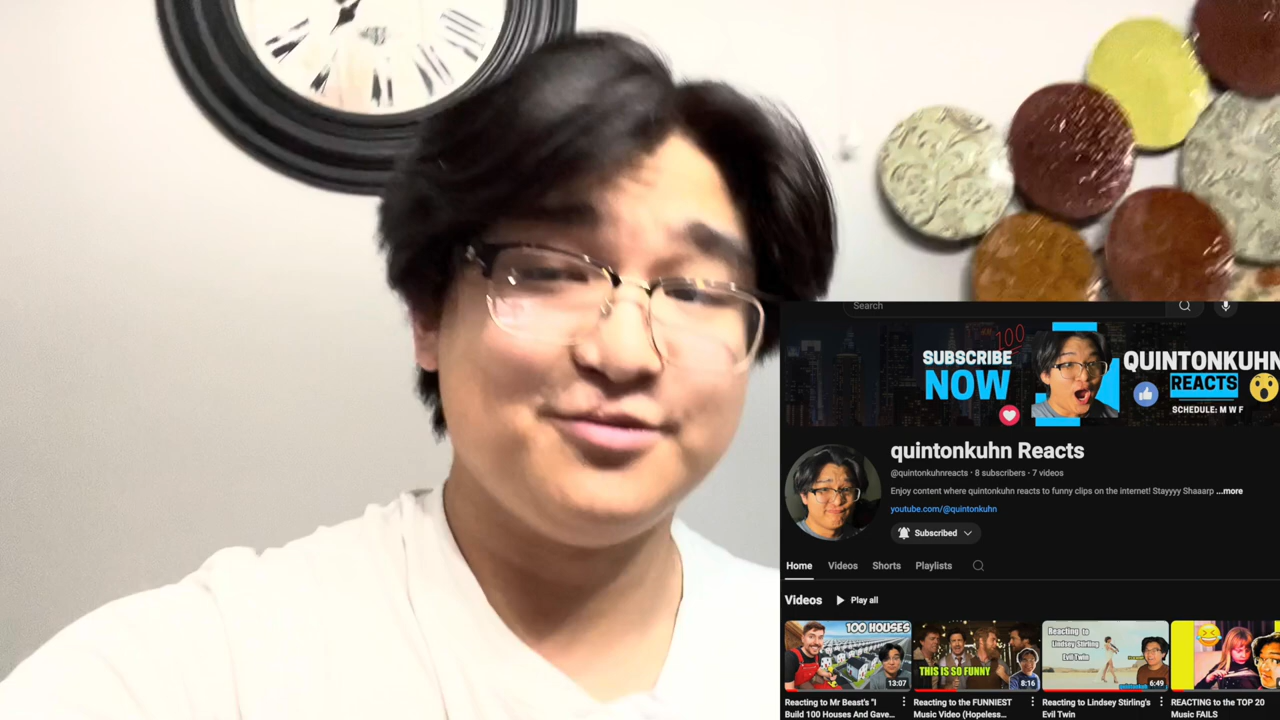 Search
100
SUBSCRIBE
NOW
QUINTONKUHN
REACTS
SCHEDULE: M W F
quintonkuhn Reacts
@quintonkuhnreacts · 8 subscribers · 7 videos
Enjoy content where quintonkuhn reacts to funny clips on the internet! Stayyyy Shaaarp ...more
youtube.com/@quintonkuhn
Subscribed
Home Videos Shorts Playlists
Videos Play all
100 HOUSES
13:07
THIS IS SO FUNNY
8:16
Reacting to
Lindsey Stirling
Evil Twin
6:49
Reacting to Mr Beast's "I
Build 100 Houses And Gave...
Reacting to the FUNNIEST
Music Video (Hopeless...
Reacting to Lindsey Stirling's
Evil Twin
REACTING to the TOP 20
Music FAILS